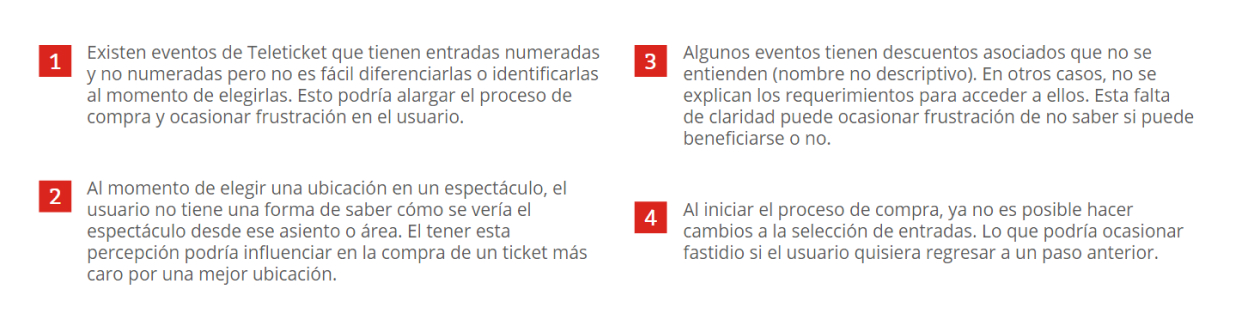 1 Existen eventos de Teleticket que tienen entradas numeradas
y no numeradas pero no es fácil diferenciarlas o identificarlas
al momento de elegirlas. Esto podría alargar el proceso de
compra y ocasionar frustración en el usuario.
2 Al momento de elegir una ubicación en un espectáculo, el
usuario no tiene una forma de saber cómo se vería el
espectáculo desde ese asiento o área. El tener esta
percepción podría influenciar en la compra de un ticket más
caro por una mejor ubicación.
3 Algunos eventos tienen descuentos asociados que no se
entienden (nombre no descriptivo). En otros casos, no se
explican los requerimientos para acceder a ellos. Esta falta
de claridad puede ocasionar frustración de no saber si puede
beneficiarse o no.
4 Al iniciar el proceso de compra, ya no es posible hacer
cambios a la selección de entradas. Lo que podría ocasionar
fastidio si el usuario quisiera regresar a un paso anterior.